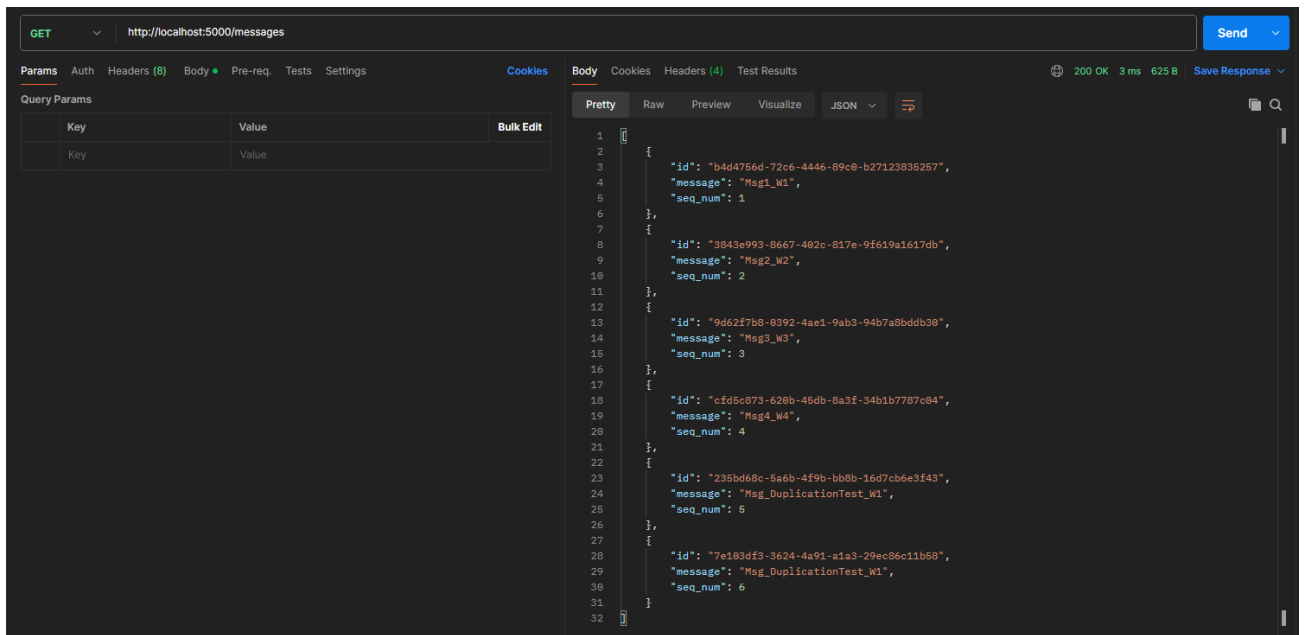 GET http://localhost:5000/messages Send
Params Auth Headers (8) Body Pre-req. Tests Settings Cookies
Query Params
Key Value Bulk Edit
Key Value
Body Cookies Headers (4) Test Results 200 OK 3 ms 625 B Save Response
Pretty Raw Preview Visualize JSON
1 [
2 {
3 "id": "b4d4756d-72c6-4446-89c0-b27123835267",
4 "message": "Msg1_W1",
5 "seq_num": 1
6 },
7 {
8 "id": "3843e993-8667-402c-817e-9f619a1617db",
9 "message": "Msg2_W2",
10 "seq_num": 2
11 },
12 {
13 "id": "9d62f7b8-0392-4ae1-9ab3-94b7a8bddb30",
14 "message": "Msg3_W3",
15 "seq_num": 3
16 },
17 {
18 "id": "cfd5c873-620b-45db-8a3f-34b1b7787c04",
19 "message": "Msg4_W4",
20 "seq_num": 4
21 },
22 {
23 "id": "235bd68c-5a6b-4f9b-bb8b-16d7cb6e3f43",
24 "message": "Msg_DuplicationTest_W1",
25 "seq_num": 5
26 },
27 {
28 "id": "7e103df3-3624-4a91-a1a3-29ec86c11b58",
29 "message": "Msg_DuplicationTest_W1",
30 "seq_num": 6
31 }
32 ]